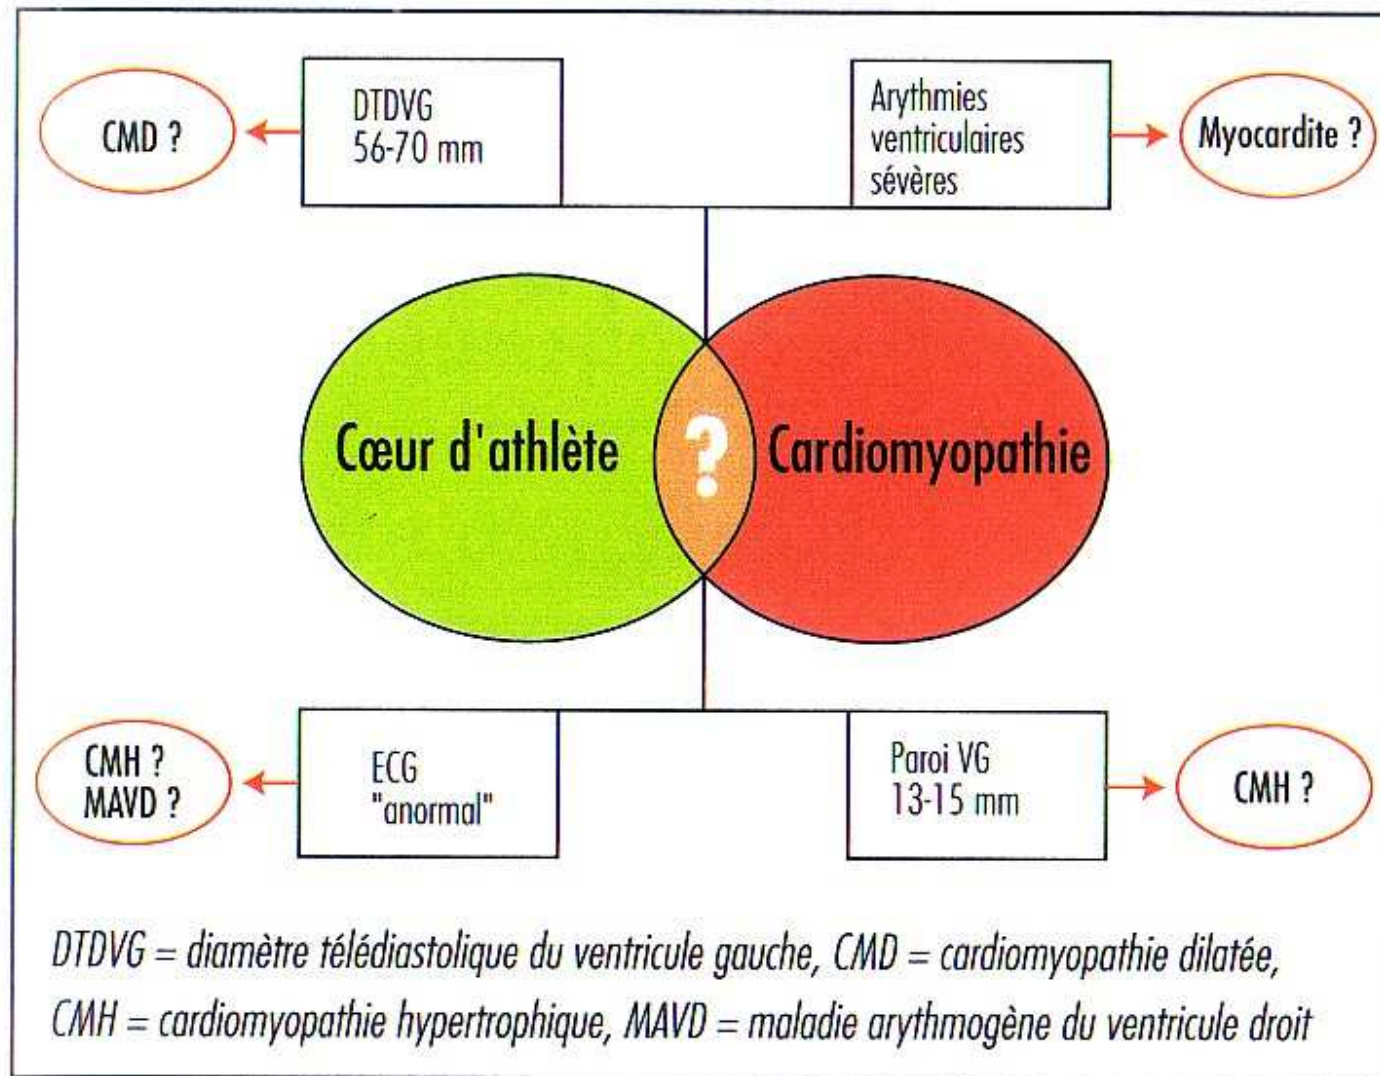 CMD ?
DTDVG
56-70 mm
Arythmies
ventriculaires
sévères
Myocardite ?
Cœur d'athlète
?
Cardiomyopathie
CMH ?
MAVD ?
ECG
"anormal"
Paroi VG
13-15 mm
CMH ?
DTDVG = diamètre télédiastolique du ventricule gauche, CMD = cardiomyopathie dilatée,
CMH = cardiomyopathie hypertrophique, MAVD = maladie arythmogène du ventricule droit